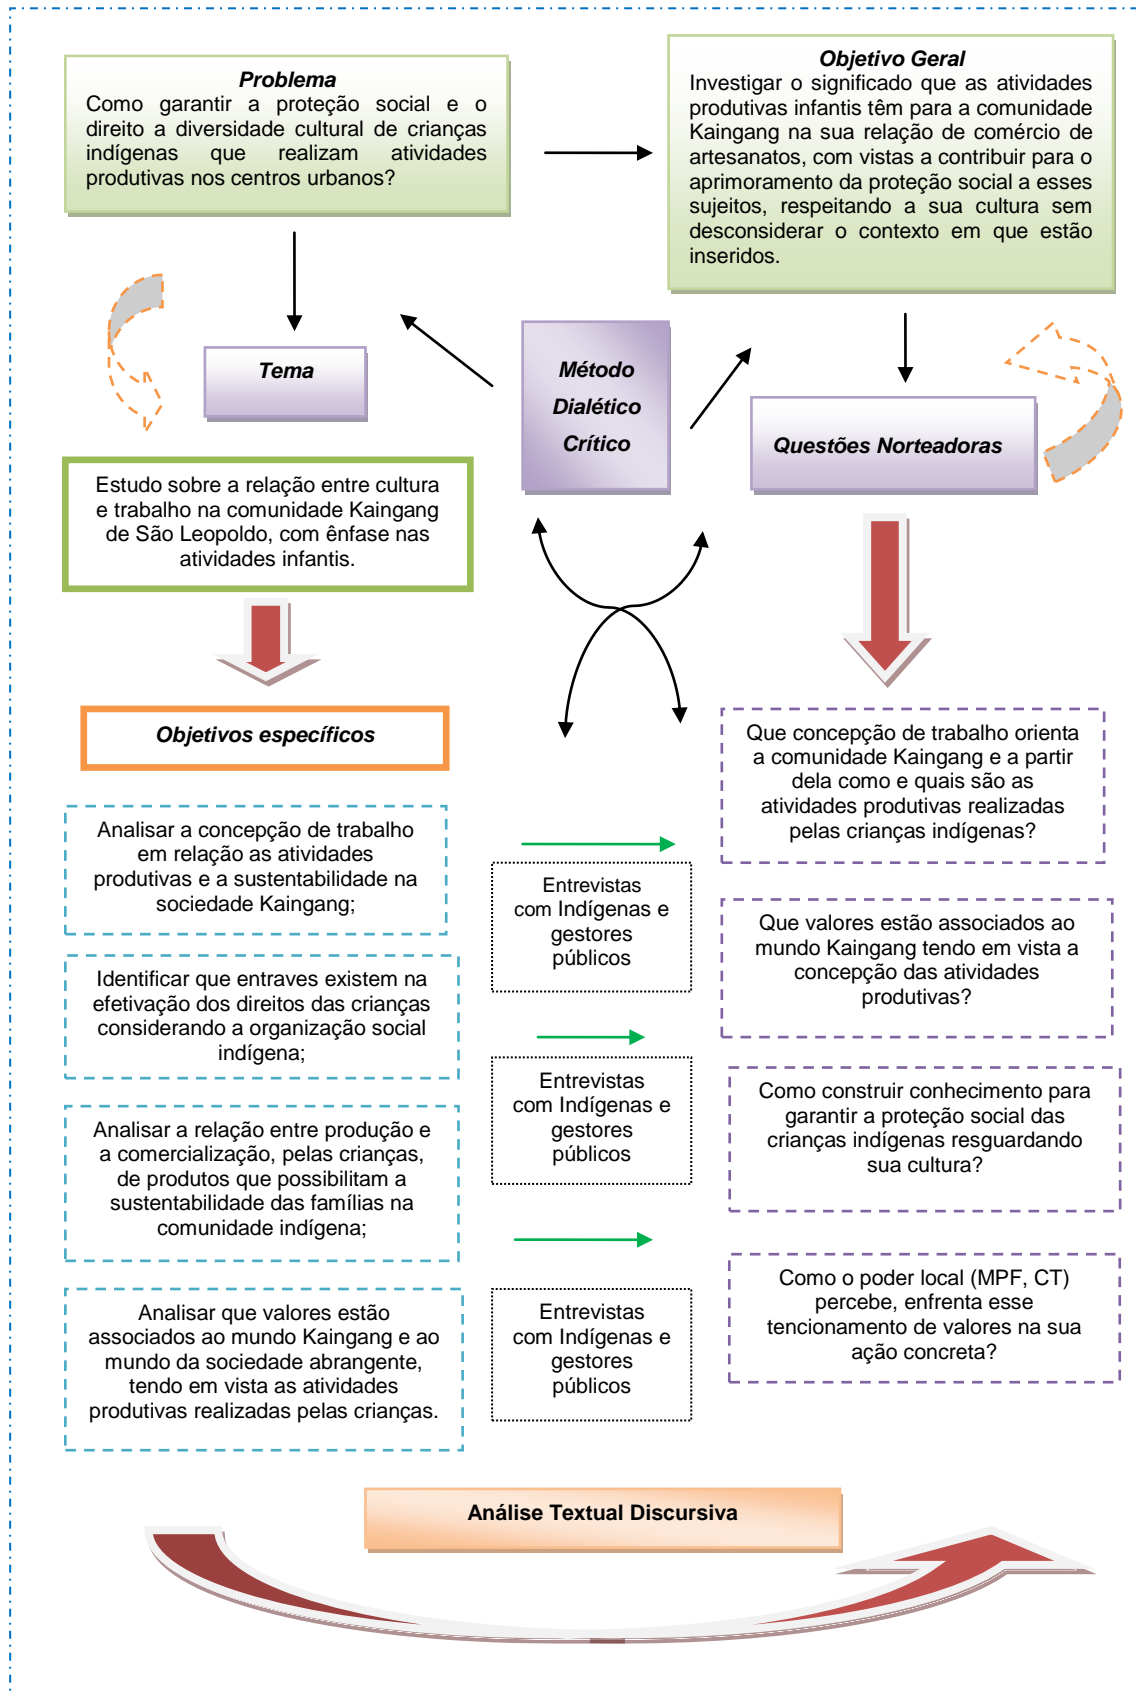 Problema
Como garantir a proteção social e o
direito a diversidade cultural de crianças
indígenas que realizam atividades
produtivas nos centros urbanos?
Objetivo Geral
Investigar o significado que as atividades
produtivas infantis têm para a comunidade
Kaingang na sua relação de comércio de
artesanatos, com vistas a contribuir para o
aprimoramento da proteção social a esses
sujeitos, respeitando a sua cultura sem
desconsiderar o contexto em que estão
inseridos.
Tema
Método
Dialético
Crítico
Questões Norteadoras
Estudo sobre a relação entre cultura
e trabalho na comunidade Kaingang
de São Leopoldo, com ênfase nas
atividades infantis.
Objetivos específicos
Analisar a concepção de trabalho
em relação as atividades
produtivas e a sustentabilidade na
sociedade Kaingang;
Identificar que entraves existem na
efetivação dos direitos das crianças
considerando a organização social
indígena;
Analisar a relação entre produção e
a comercialização, pelas crianças,
de produtos que possibilitam a
sustentabilidade das famílias na
comunidade indígena;
Analisar que valores estão
associados ao mundo Kaingang e ao
mundo da sociedade abrangente,
tendo em vista as atividades
produtivas realizadas pelas crianças.
Entrevistas
com Indígenas e
gestores
públicos
Entrevistas
com Indígenas e
gestores
públicos
Entrevistas
com Indígenas e
gestores
públicos
Que concepção de trabalho orienta
a comunidade Kaingang e a partir
dela como e quais são as
atividades produtivas realizadas
pelas crianças indígenas?
Que valores estão associados ao
mundo Kaingang tendo em vista a
concepção das atividades
produtivas?
Como construir conhecimento para
garantir a proteção social das
crianças indígenas resguardando
sua cultura?
Como o poder local (MPF, CT)
percebe, enfrenta esse
tencionamento de valores na sua
ação concreta?
Análise Textual Discursiva